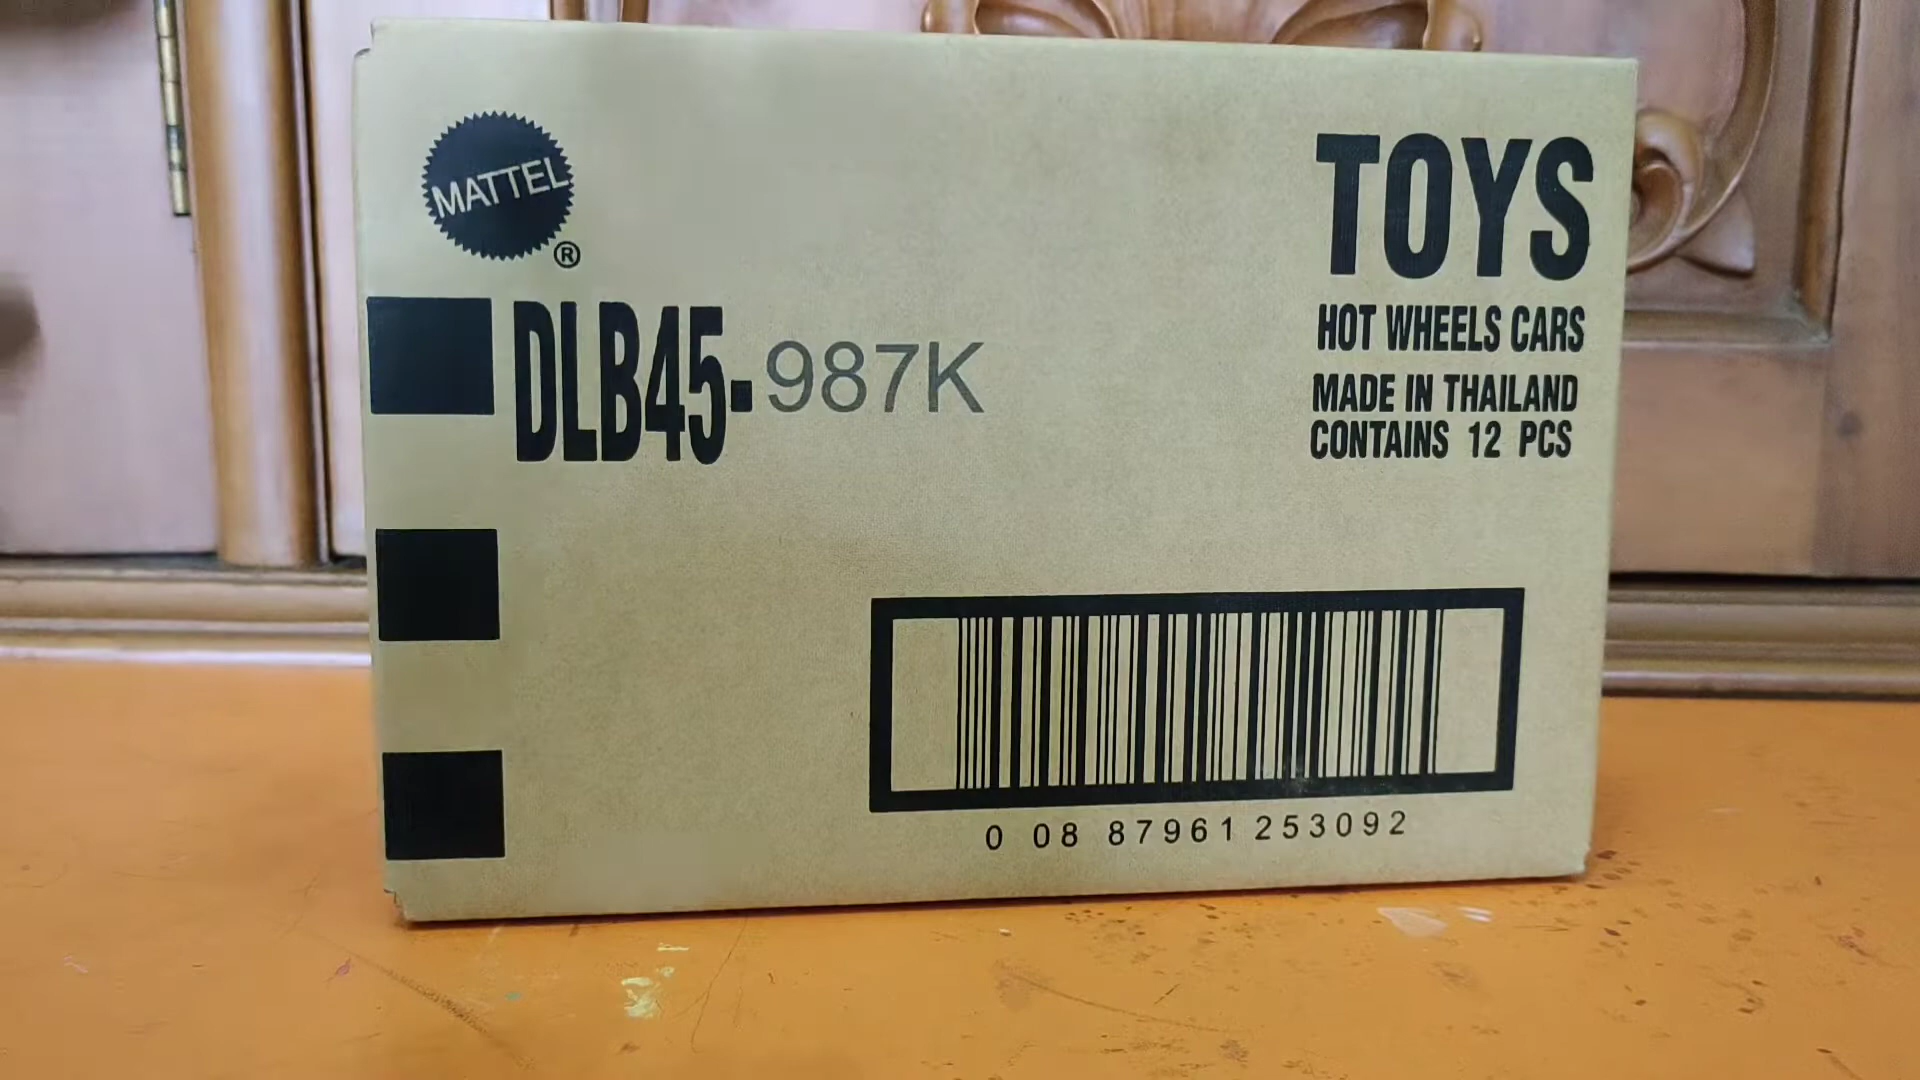 MATTEL
®
TOYS
HOT WHEELS CARS
MADE IN THAILAND
CONTAINS 12 PCS
DLB45-987K
0 08 87961 253092